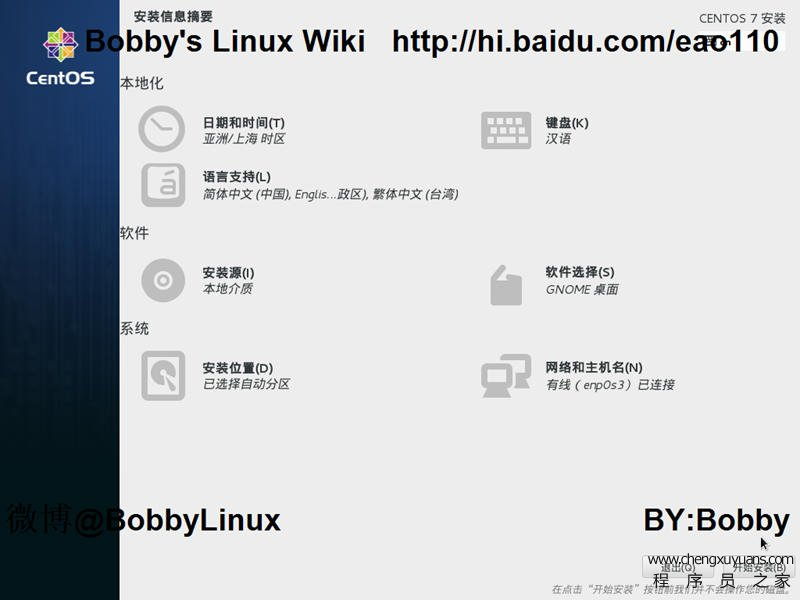 安装信息摘要
CENTOS 7 安装
Bobby's Linux Wiki http://hi.baidu.com/eao110
CentOS
本地化
日期和时间(T)
亚洲/上海 时区
键盘(K)
汉语
语言支持(L)
简体中文 (中国), Englis...政区), 繁体中文 (台湾)
软件
安装源(I)
本地介质
软件选择(S)
GNOME 桌面
系统
安装位置(D)
已选择自动分区
网络和主机名(N)
有线（enp0s3）已连接
微博@BobbyLinux
BY:Bobby
www.chengxuyuans.com
退出(Q)
开始安装(B)
程序员之家
在点击“开始安装”按钮前我们并不会操作您的磁盘。